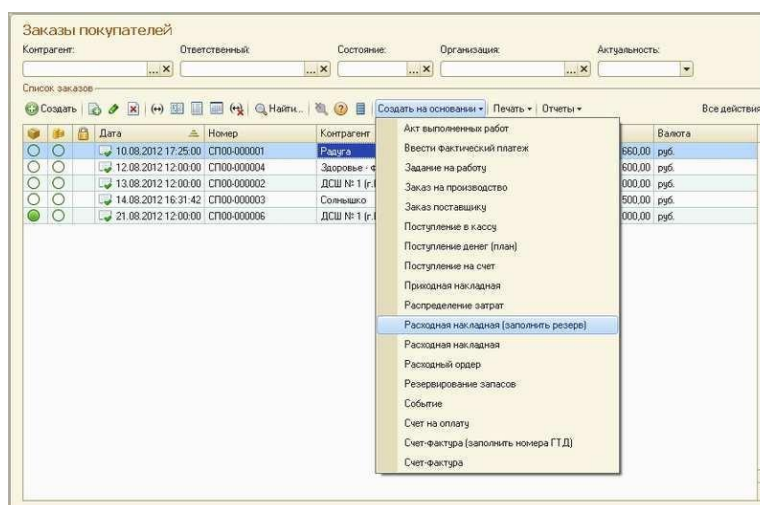 Заказы покупателей
Контрагент: Ответственный: Состояние: Организация: Актуальность:
... × ... × ... × ... ×
Список заказов
Создать Найти... Создать на основании Печать Отчеты Все действия
Дата Номер Контрагент Валюта
10.08.2012 17:25:00 СП00-000001 Радуга 660,00 руб.
12.08.2012 12:00:00 СП00-000004 Здоровье - 600,00 руб.
13.08.2012 12:00:00 СП00-000002 ДСШ № 1 (г. 000,00 руб.
14.08.2012 16:31:42 СП00-000003 Солнышко 500,00 руб.
21.08.2012 12:00:00 СП00-000006 ДСШ № 1 (г. 000,00 руб.
Акт выполненных работ
Ввести фактический платеж
Задание на работу
Заказ на производство
Заказ поставщику
Поступление в кассу
Поступление денег (план)
Поступление на счет
Приходная накладная
Распределение затрат
Расходная накладная (заполнить резерв)
Расходная накладная
Расходный ордер
Резервирование запасов
Событие
Счет на оплату
Счет-фактура (заполнить номера ГТД)
Счет-фактура